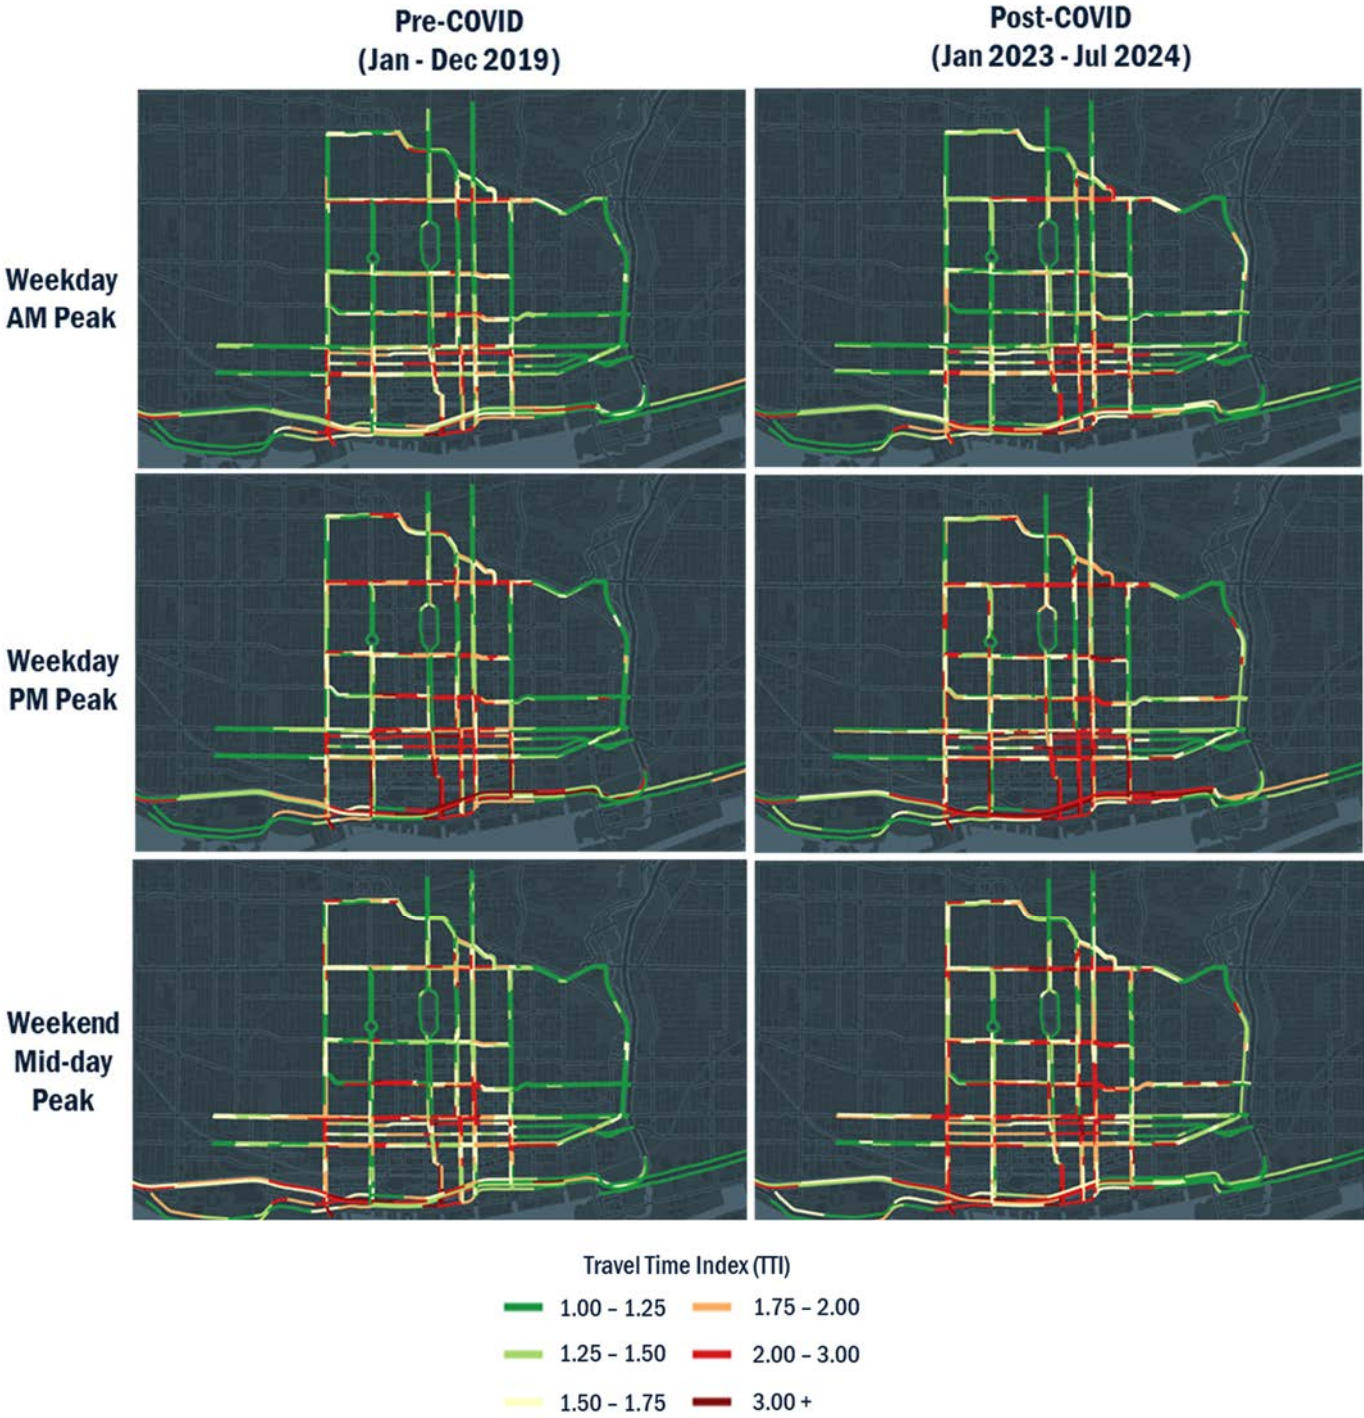 Pre-COVID
(Jan - Dec 2019)
Post-COVID
(Jan 2023 - Jul 2024)
Weekday
AM Peak
Weekday
PM Peak
Weekend
Mid-day
Peak
Travel Time Index (TTI)
1.00 – 1.25
1.75 – 2.00
1.25 – 1.50
2.00 – 3.00
1.50 – 1.75
3.00 +